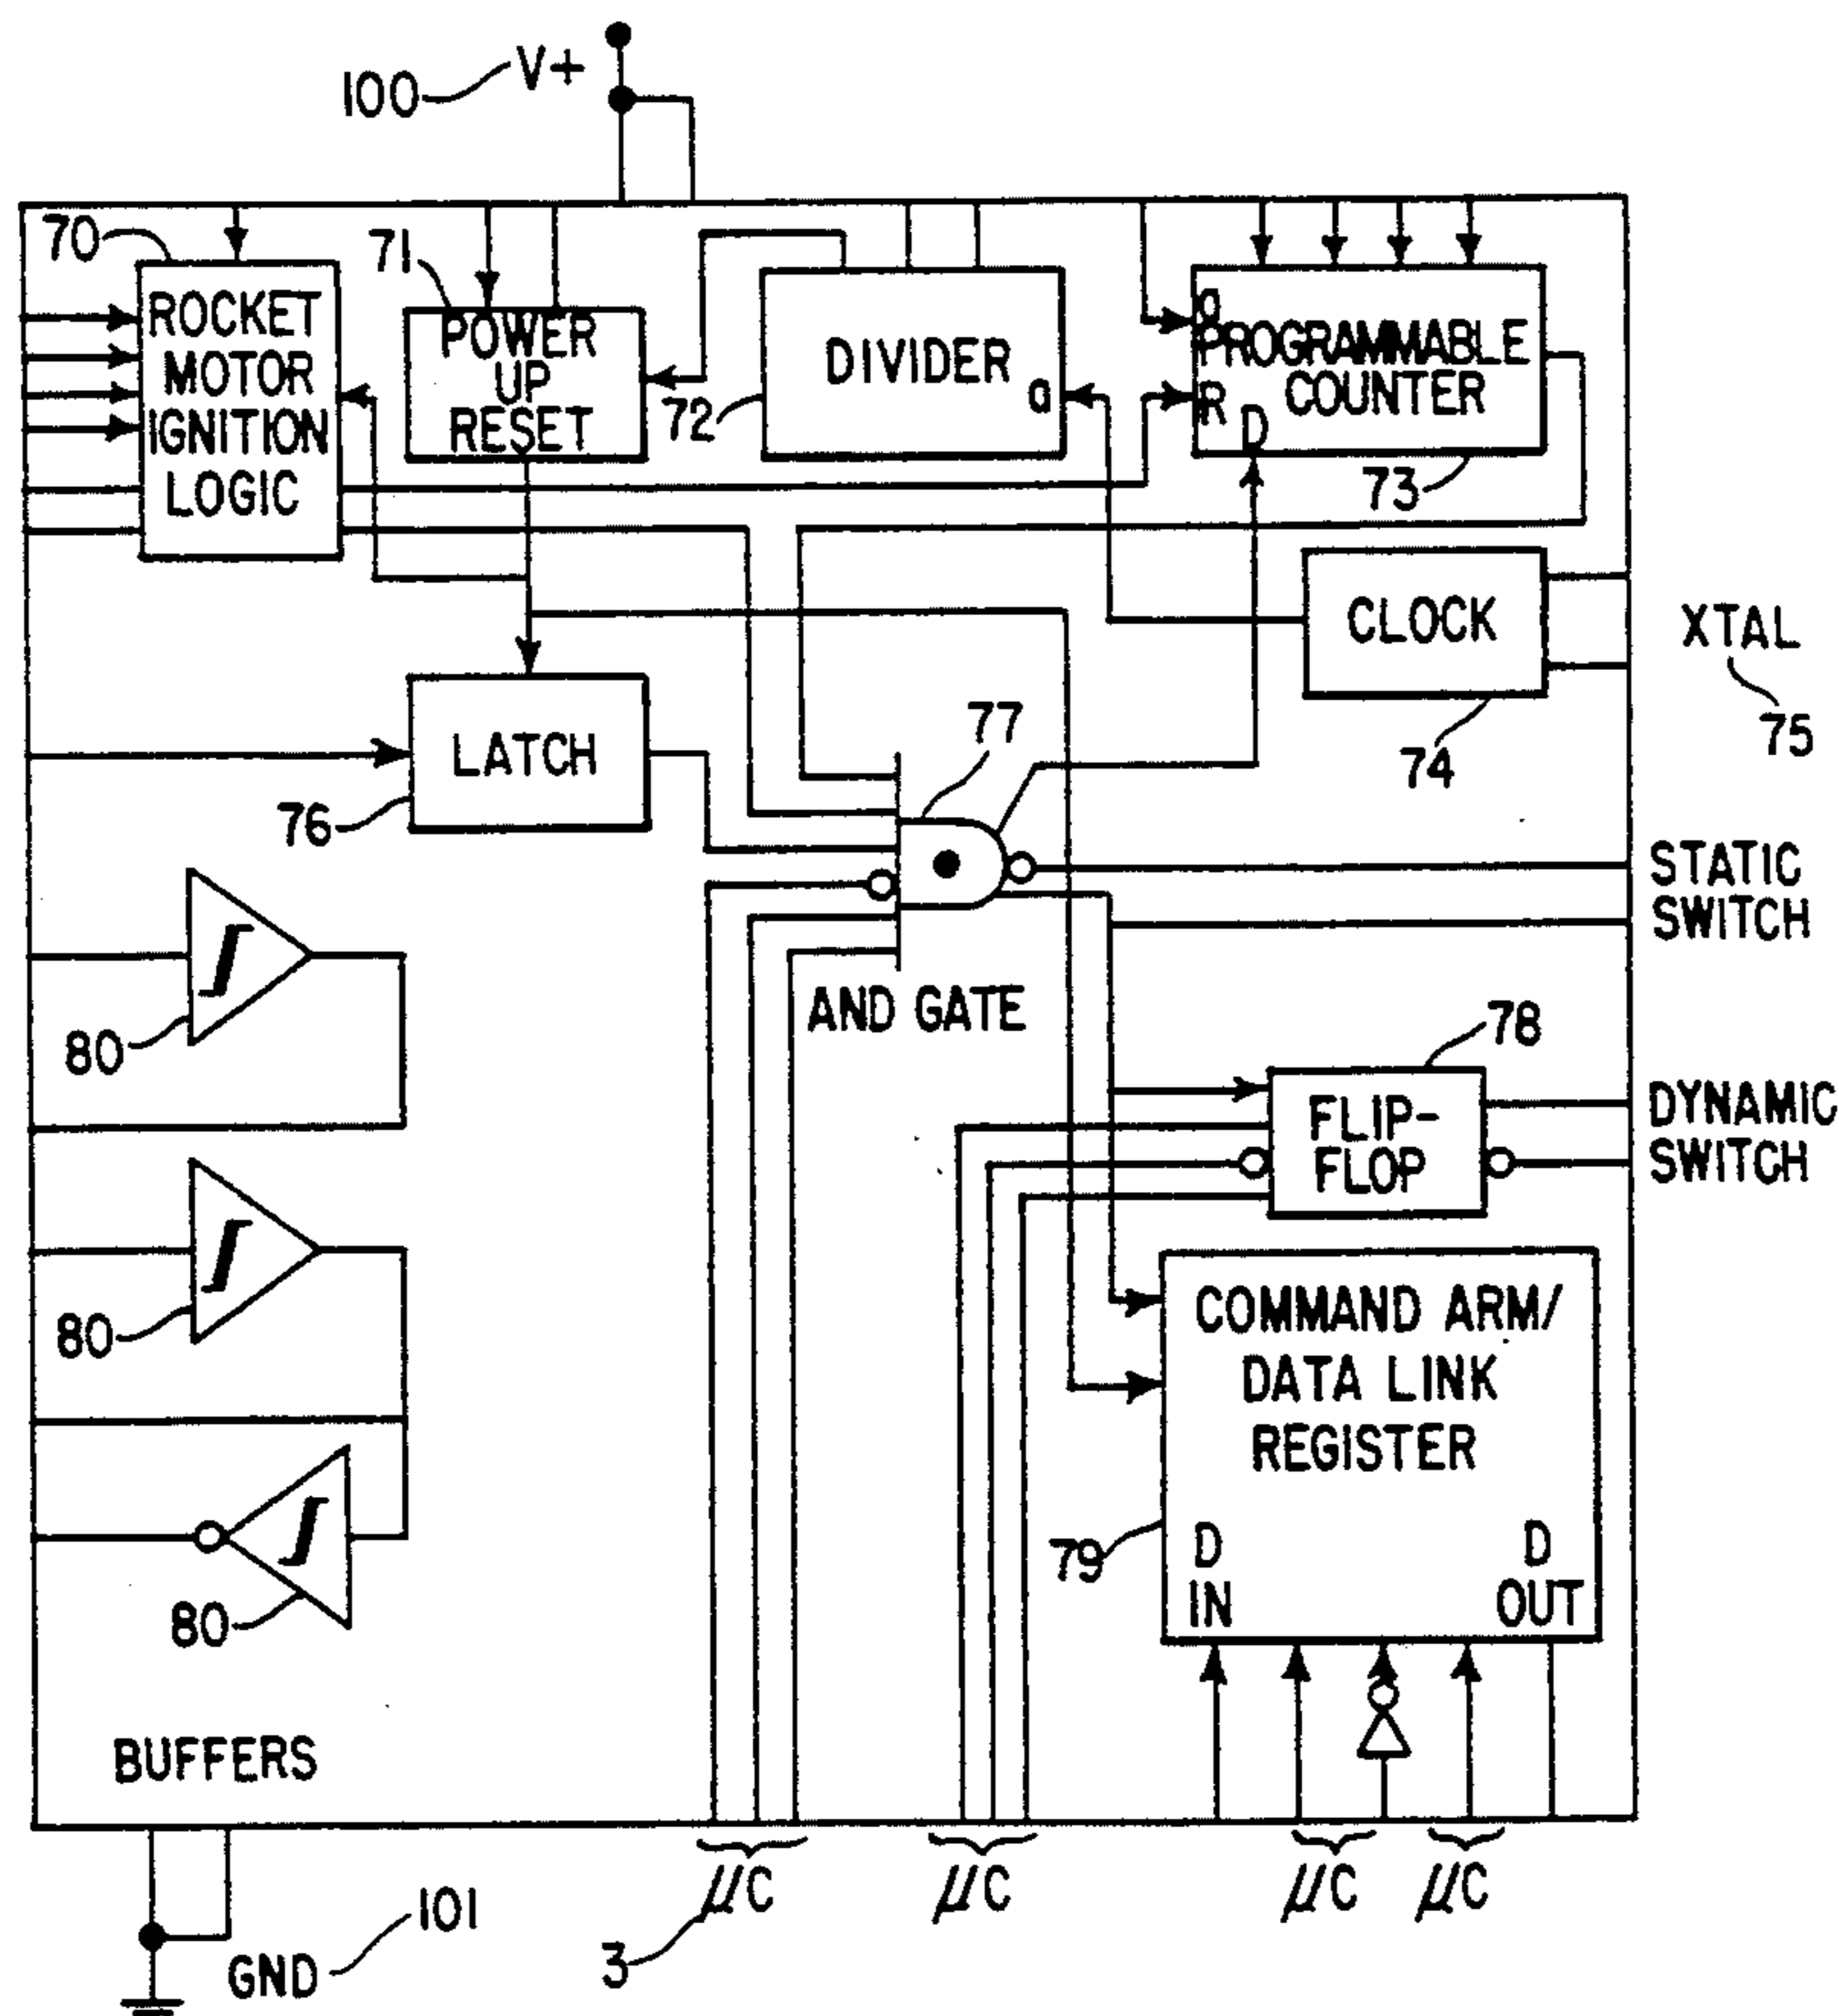 V+
100
70
ROCKET
MOTOR
IGNITION
LOGIC
71
POWER
UP
RESET
72
DIVIDER
a
a
PROGRAMMABLE
COUNTER
R
D
73
CLOCK
74
XTAL
75
LATCH
76
77
AND GATE
STATIC
SWITCH
78
FLIP-
FLOP
DYNAMIC
SWITCH
80
80
80
COMMAND ARM/
DATA LINK
REGISTER
79
D
IN
D
OUT
BUFFERS
μC
μC
μC
μC
3
101
GND